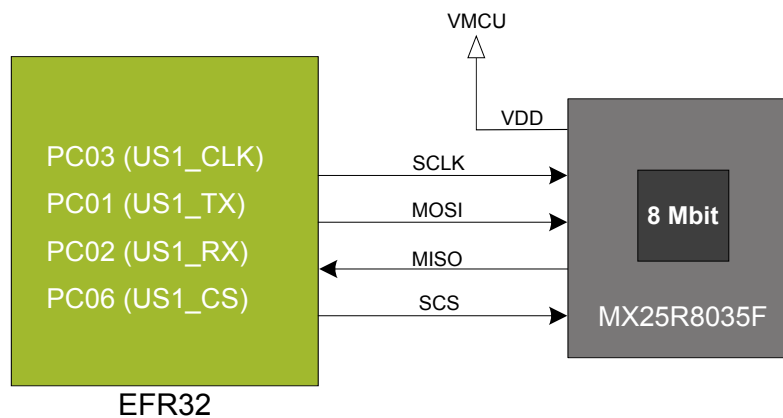 VMCU
VDD
PC03 (US1_CLK)
SCLK
PC01 (US1_TX)
MOSI
8 Mbit
PC02 (US1_RX)
MISO
PC06 (US1_CS)
SCS
MX25R8035F
EFR32